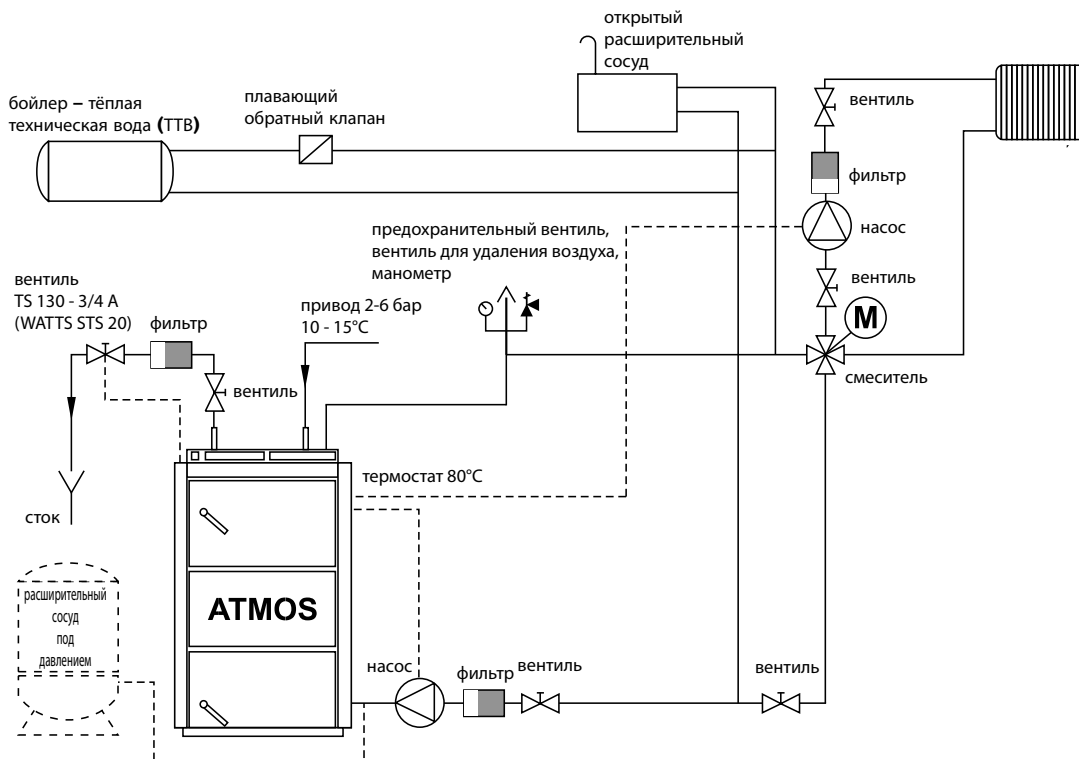 открытый
расширительный
сосуд
бойлер – тёплая
техническая вода (ТТВ)
плавающий
обратный клапан
вентиль
фильтр
насос
вентиль
предохранительный вентиль,
вентиль для удаления воздуха,
манометр
вентиль
TS 130 - 3/4 A
(WATTS STS 20)
фильтр
привод 2-6 бар
10 - 15°C
M
смеситель
вентиль
термостат 80°C
сток
расширительный
сосуд
под
давлением
ATMOS
насос
фильтр
вентиль
вентиль